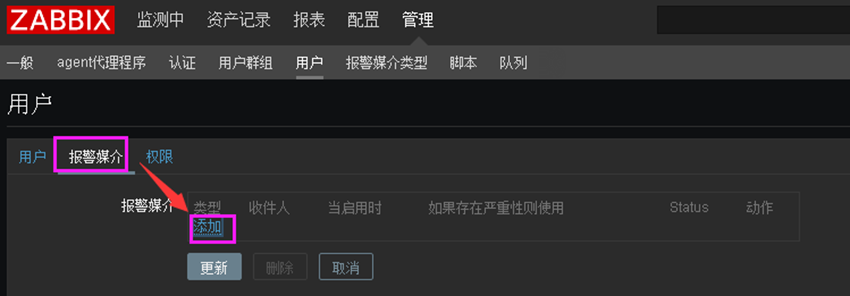 ZABBIX 监测中 资产记录 报表 配置 管理
一般 agent代理程序 认证 用户群组 用户 报警媒介类型 脚本 队列
用户
用户 报警媒介 权限
报警媒介 类型 收件人 当启用时 如果存在严重性则使用 Status 动作
添加
更新 删除 取消